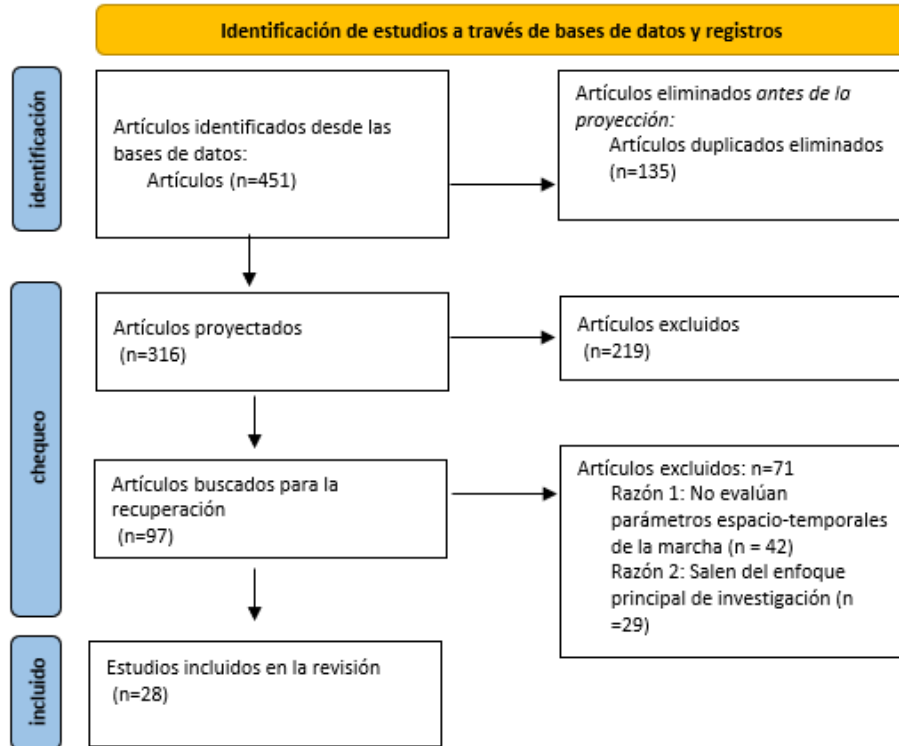 Identificación de estudios a través de bases de datos y registros
identificación
Artículos identificados desde las
bases de datos:
Artículos (n=451)
Artículos eliminados antes de la
proyección:
Artículos duplicados eliminados
(n=135)
chequeo
Artículos proyectados
(n=316)
Artículos excluidos
(n=219)
Artículos buscados para la
recuperación
(n=97)
Artículos excluidos: n=71
Razón 1: No evalúan
parámetros espacio-temporales
de la marcha (n = 42)
Razón 2: Salen del enfoque
principal de investigación (n
=29)
incluido
Estudios incluidos en la revisión
(n=28)